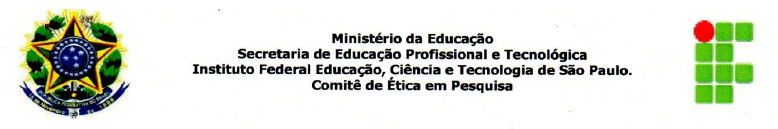 Ministério da Educação
Secretaria de Educação Profissional e Tecnológica
Instituto Federal Educação, Ciência e Tecnologia de São Paulo.
Comitê de Ética em Pesquisa